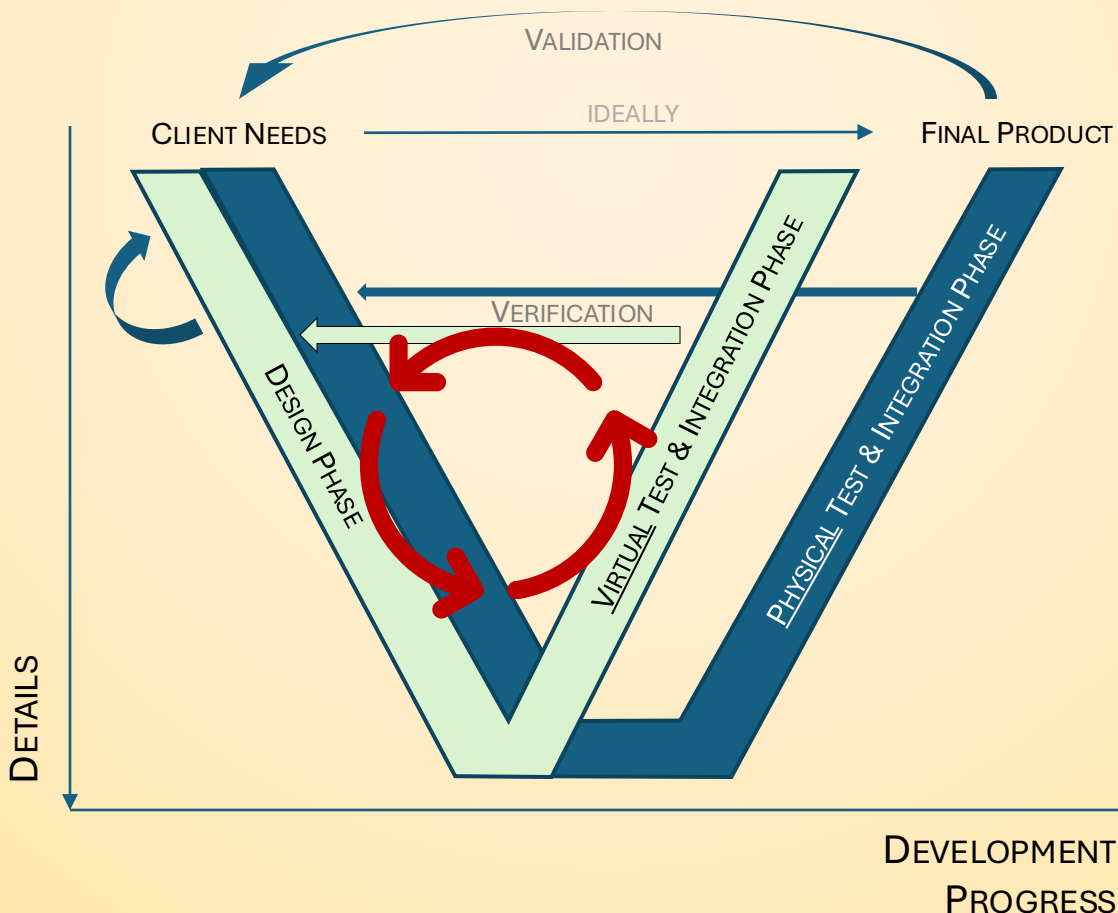 VALIDATION
IDEALLY
CLIENT NEEDS
FINAL PRODUCT
VERIFICATION
DESIGN PHASE
VIRTUAL TEST & INTEGRATION PHASE
PHYSICAL TEST & INTEGRATION PHASE
DETAILS
DEVELOPMENT
PROGRESS